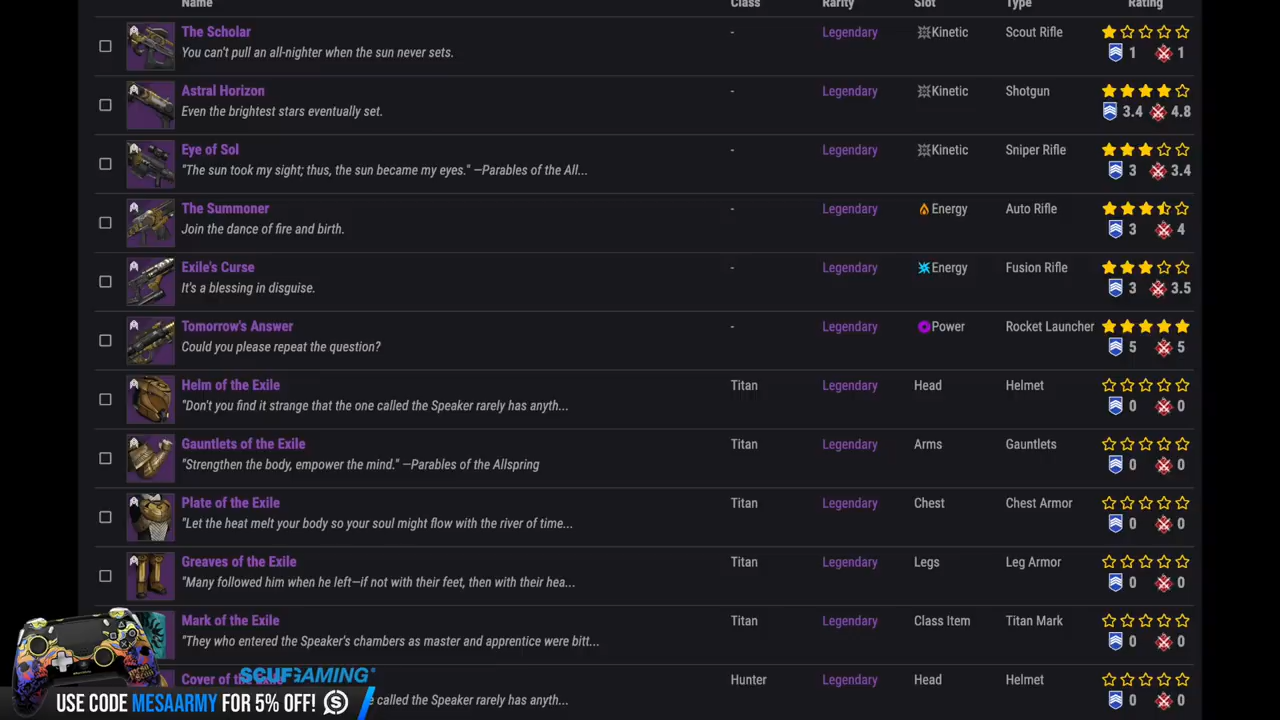 Name Class Rarity Slot Type Rating
The Scholar - Legendary Kinetic Scout Rifle
You can't pull an all-nighter when the sun never sets. 1 1
Astral Horizon - Legendary Kinetic Shotgun
Even the brightest stars eventually set. 3.4 4.8
Eye of Sol - Legendary Kinetic Sniper Rifle
"The sun took my sight; thus, the sun became my eyes." —Parables of the All... 3 3.4
The Summoner - Legendary Energy Auto Rifle
Join the dance of fire and birth. 3 4
Exile's Curse - Legendary Energy Fusion Rifle
It's a blessing in disguise. 3 3.5
Tomorrow's Answer - Legendary Power Rocket Launcher
Could you please repeat the question? 5 5
Helm of the Exile Titan Legendary Head Helmet
"Don't you find it strange that the one called the Speaker rarely has anyth... 0 0
Gauntlets of the Exile Titan Legendary Arms Gauntlets
"Strengthen the body, empower the mind." —Parables of the Allspring 0 0
Plate of the Exile Titan Legendary Chest Chest Armor
"Let the heat melt your body so your soul might flow with the river of time... 0 0
Greaves of the Exile Titan Legendary Legs Leg Armor
"Many followed him when he left—if not with their feet, then with their hea... 0 0
Mark of the Exile Titan Legendary Class Item Titan Mark
"They who entered the Speaker's chambers as master and apprentice were bitt... 0 0
SCUFGAMING
Cover of the Hunter Legendary Head Helmet
USE CODE MESAARMY FOR 5% OFF! called the Speaker rarely has anyth... 0 0